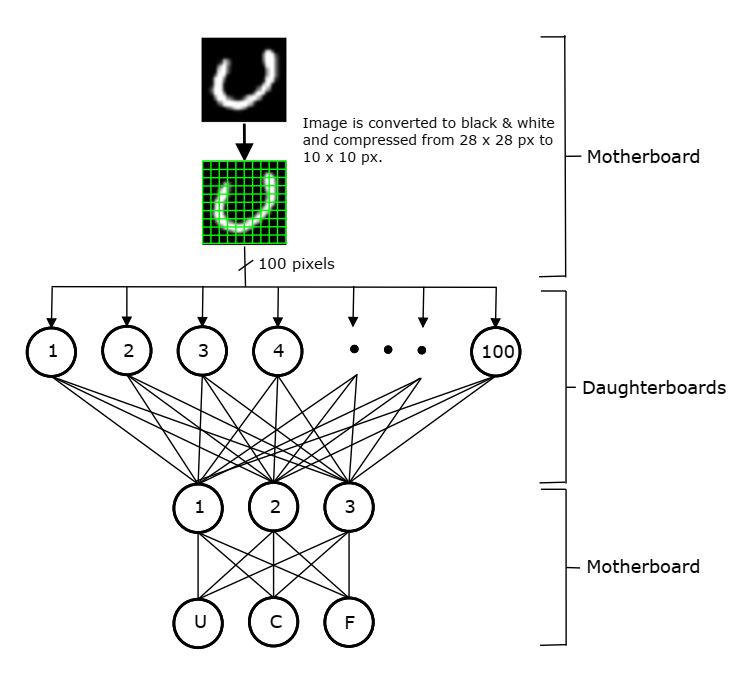 Image is converted to black & white
and compressed from 28 x 28 px to
10 x 10 px.
Motherboard
100 pixels
1 2 3 4 100
Daughterboards
1 2 3
Motherboard
U C F